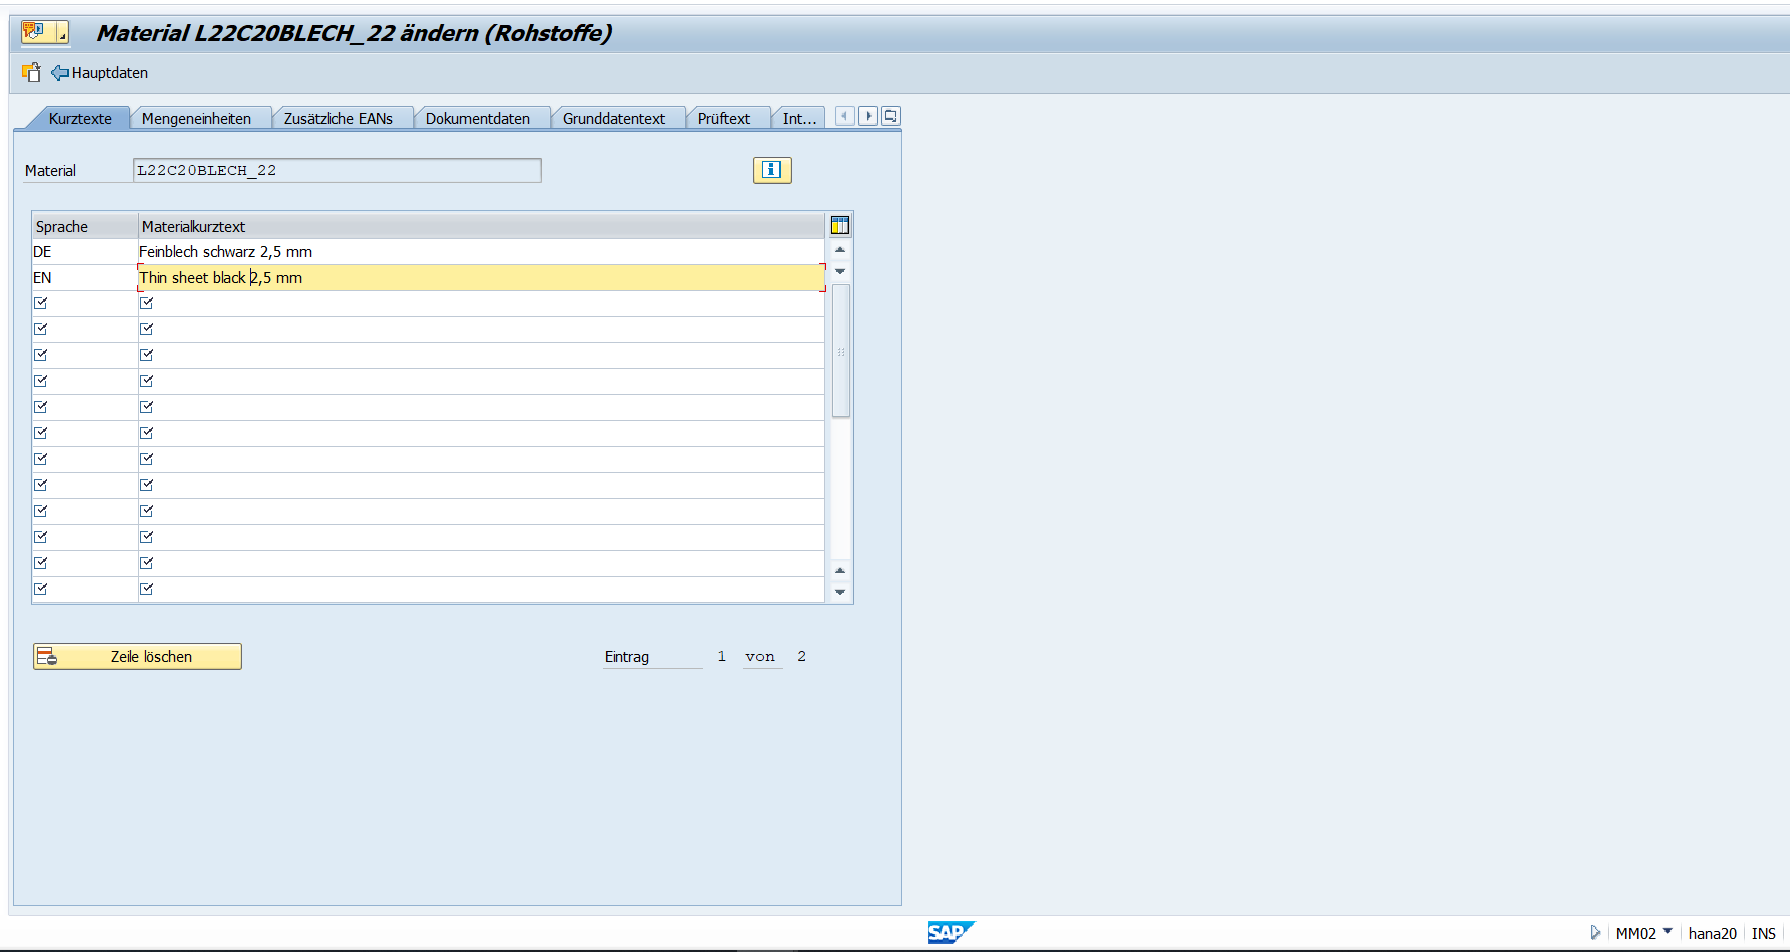 Material L22C20BLECH_22 ändern (Rohstoffe)
Hauptdaten
Kurztexte Mengeneinheiten Zusätzliche EANs Dokumentdaten Grunddatentext Prüftext Int...
Material L22C20BLECH_22
Sprache Materialkurztext
DE Feinblech schwarz 2,5 mm
EN Thin sheet black 2,5 mm
Zeile löschen Eintrag 1 von 2
SAP MM02 hana20 INS